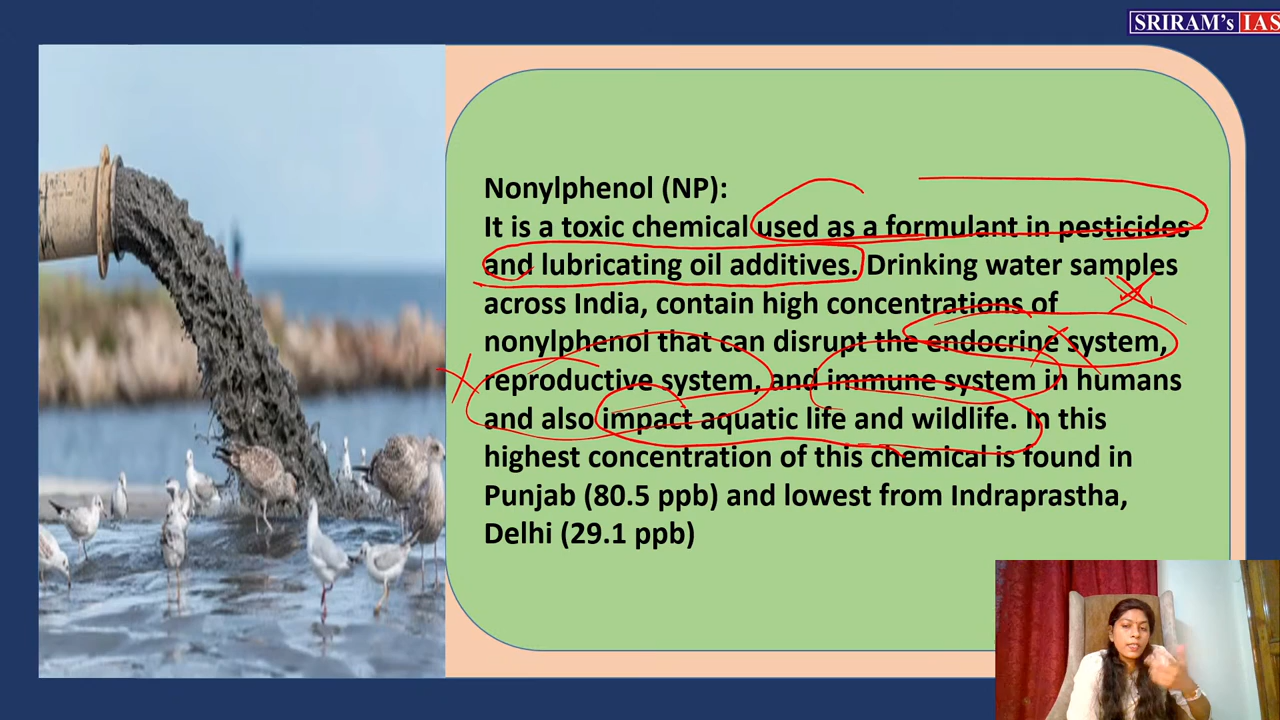 SRIRAM's IAS
Nonylphenol (NP):
It is a toxic chemical used as a formulant in pesticides
and lubricating oil additives. Drinking water samples
across India, contain high concentrations of
nonylphenol that can disrupt the endocrine system,
reproductive system, and immune system in humans
and also impact aquatic life and wildlife. In this
highest concentration of this chemical is found in
Punjab (80.5 ppb) and lowest from Indraprastha,
Delhi (29.1 ppb)